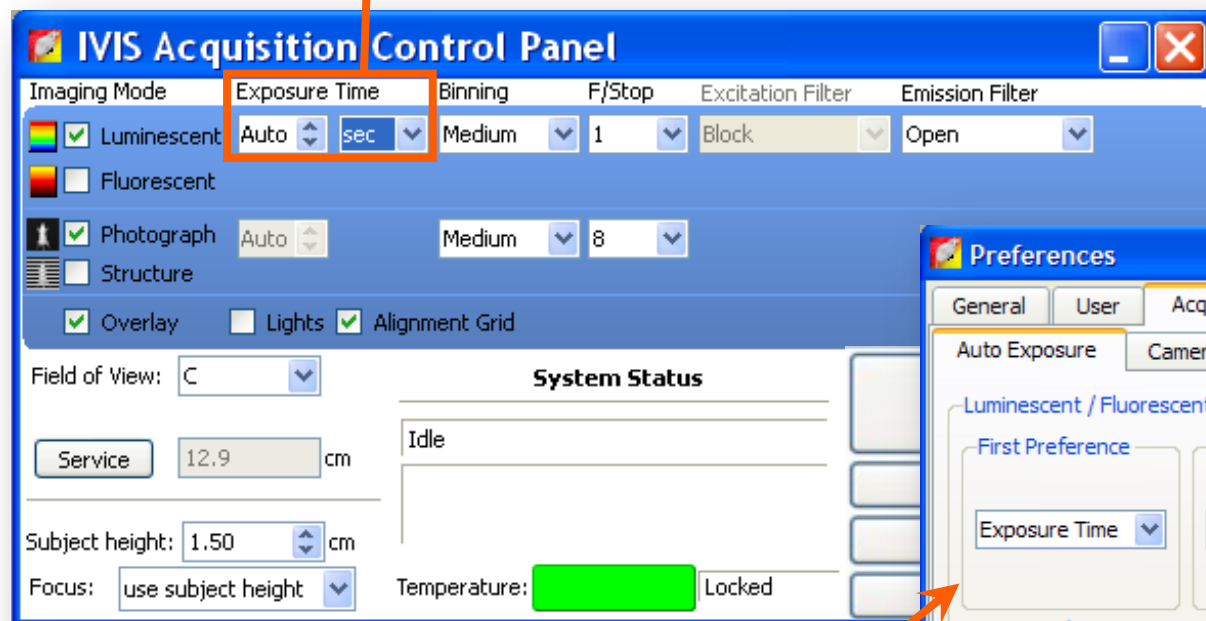 IVIS Acquisition Control Panel
Imaging Mode Exposure Time Binning F/Stop Excitation Filter Emission Filter
Luminescent Auto sec Medium 1 Block Open
Fluorescent
Photograph Auto Medium 8
Structure
Overlay Lights Alignment Grid
Field of View: C
System Status
Idle
Service 12.9 cm
Subject height: 1.50 cm
Focus: use subject height Temperature: Locked
Preferences
General User Acq
Auto Exposure Camer
Luminescent / Fluorescent
First Preference
Exposure Time